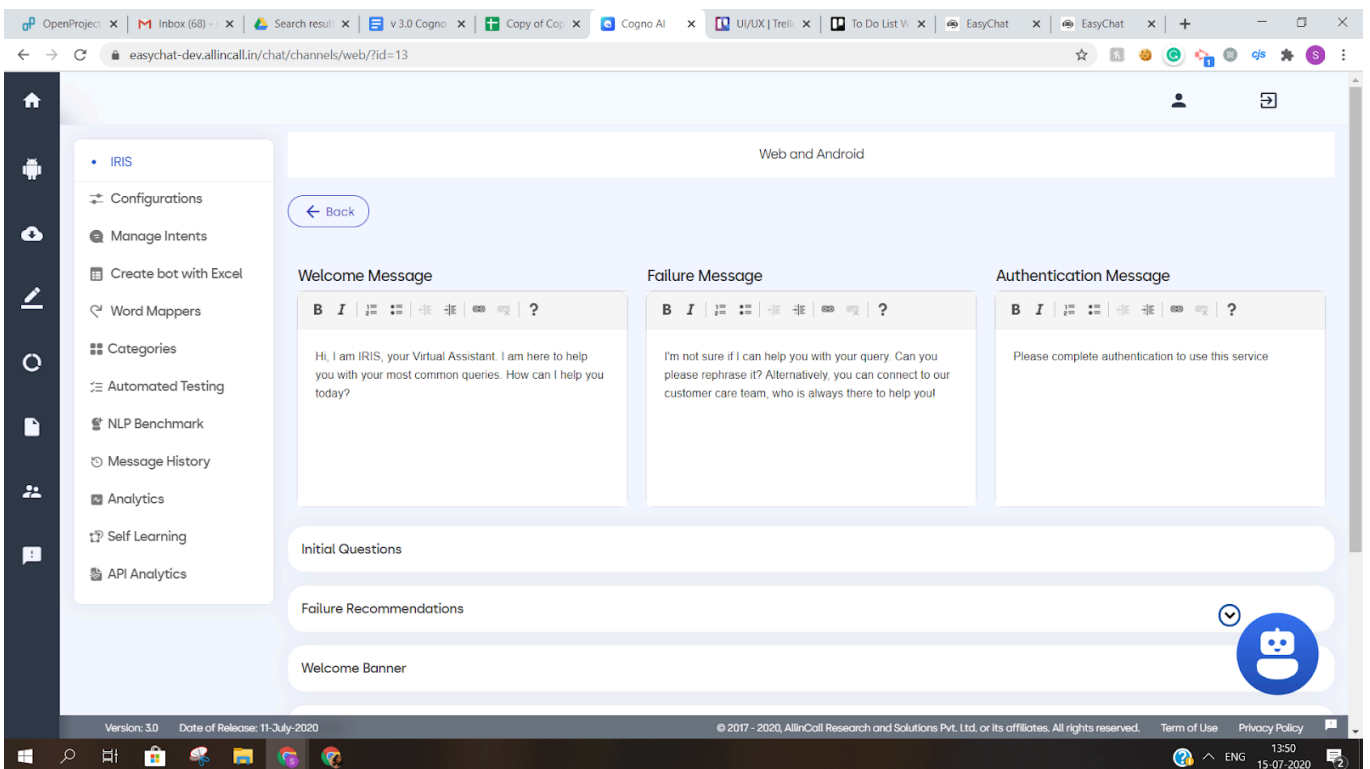 OpenProject
Inbox (68) -
Search result
v 3.0 Cogno
Copy of Cop
Cogno AI
UI/UX | Trell
To Do List W
EasyChat
EasyChat
easychat-dev.allincall.in/chat/channels/web/?id=13
cjs
S
IRIS
Configurations
Manage Intents
Create bot with Excel
Word Mappers
Categories
Automated Testing
NLP Benchmark
Message History
Analytics
Self Learning
API Analytics
Web and Android
Back
Welcome Message
B I ?
Hi, I am IRIS, your Virtual Assistant. I am here to help
you with your most common queries. How can I help you
today?
Failure Message
B I ?
I'm not sure if I can help you with your query. Can you
please rephrase it? Alternatively, you can connect to our
customer care team, who is always there to help you!
Authentication Message
B I ?
Please complete authentication to use this service
Initial Questions
Failure Recommendations
Welcome Banner
Version: 3.0 Date of Release: 11-July-2020
© 2017 - 2020, AllinCall Research and Solutions Pvt. Ltd. or its affiliates. All rights reserved. Term of Use Privacy Policy
ENG
13:50
15-07-2020